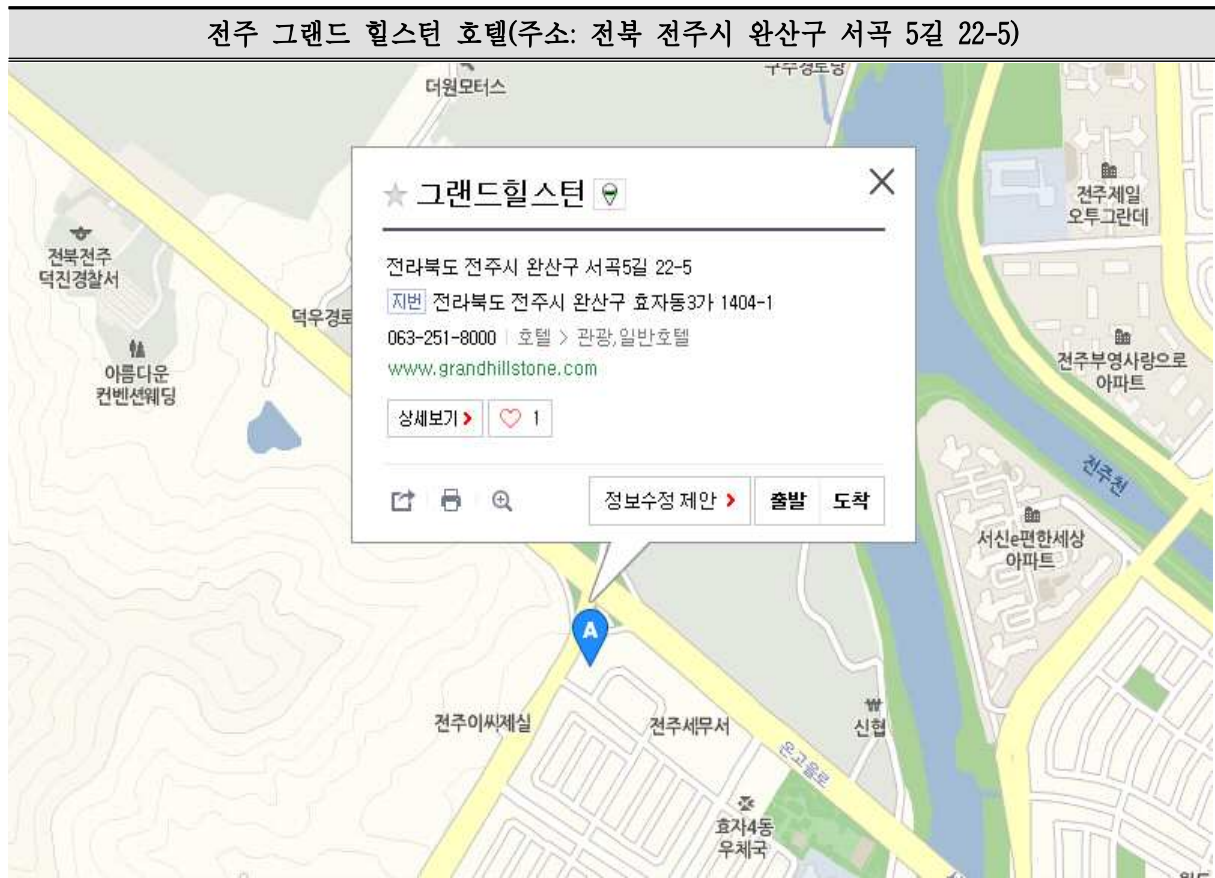 전주 그랜드 힐스턴 호텔(주소: 전북 전주시 완산구 서곡 5길 22-5)
더원모터스
전주제일
오투그란데
그랜드힐스턴
전북전주
덕진경찰서
전라북도 전주시 완산구 서곡5길 22-5
지번 전라북도 전주시 완산구 효자동3가 1404-1
덕우경로
063-251-8000 호텔 > 관광,일반호텔
www.grandhillstone.com
아름다운
컨벤션웨딩
전주부영사랑으로
아파트
상세보기 > ♡ 1
전주천
정보수정 제안 > 출발 도착
서신e편한세상
아파트
A
전주이씨제실
전주세무서
신협
온고을로
효자4동
우체국